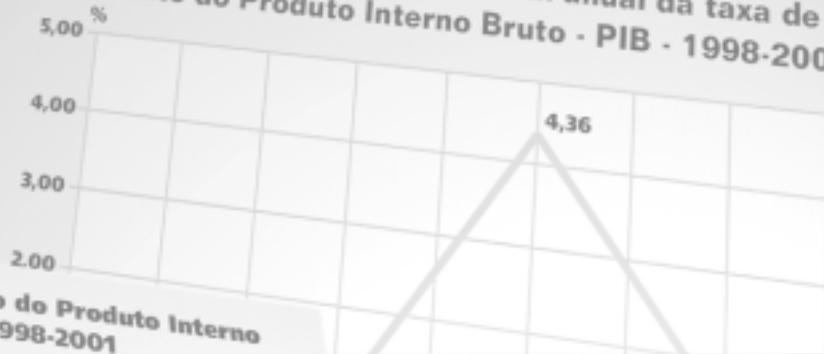 anual da taxa de
do Produto Interno Bruto - PIB - 1998-200
%
5,00
4,00
4,36
3,00
2.00
do Produto Interno
998-2001